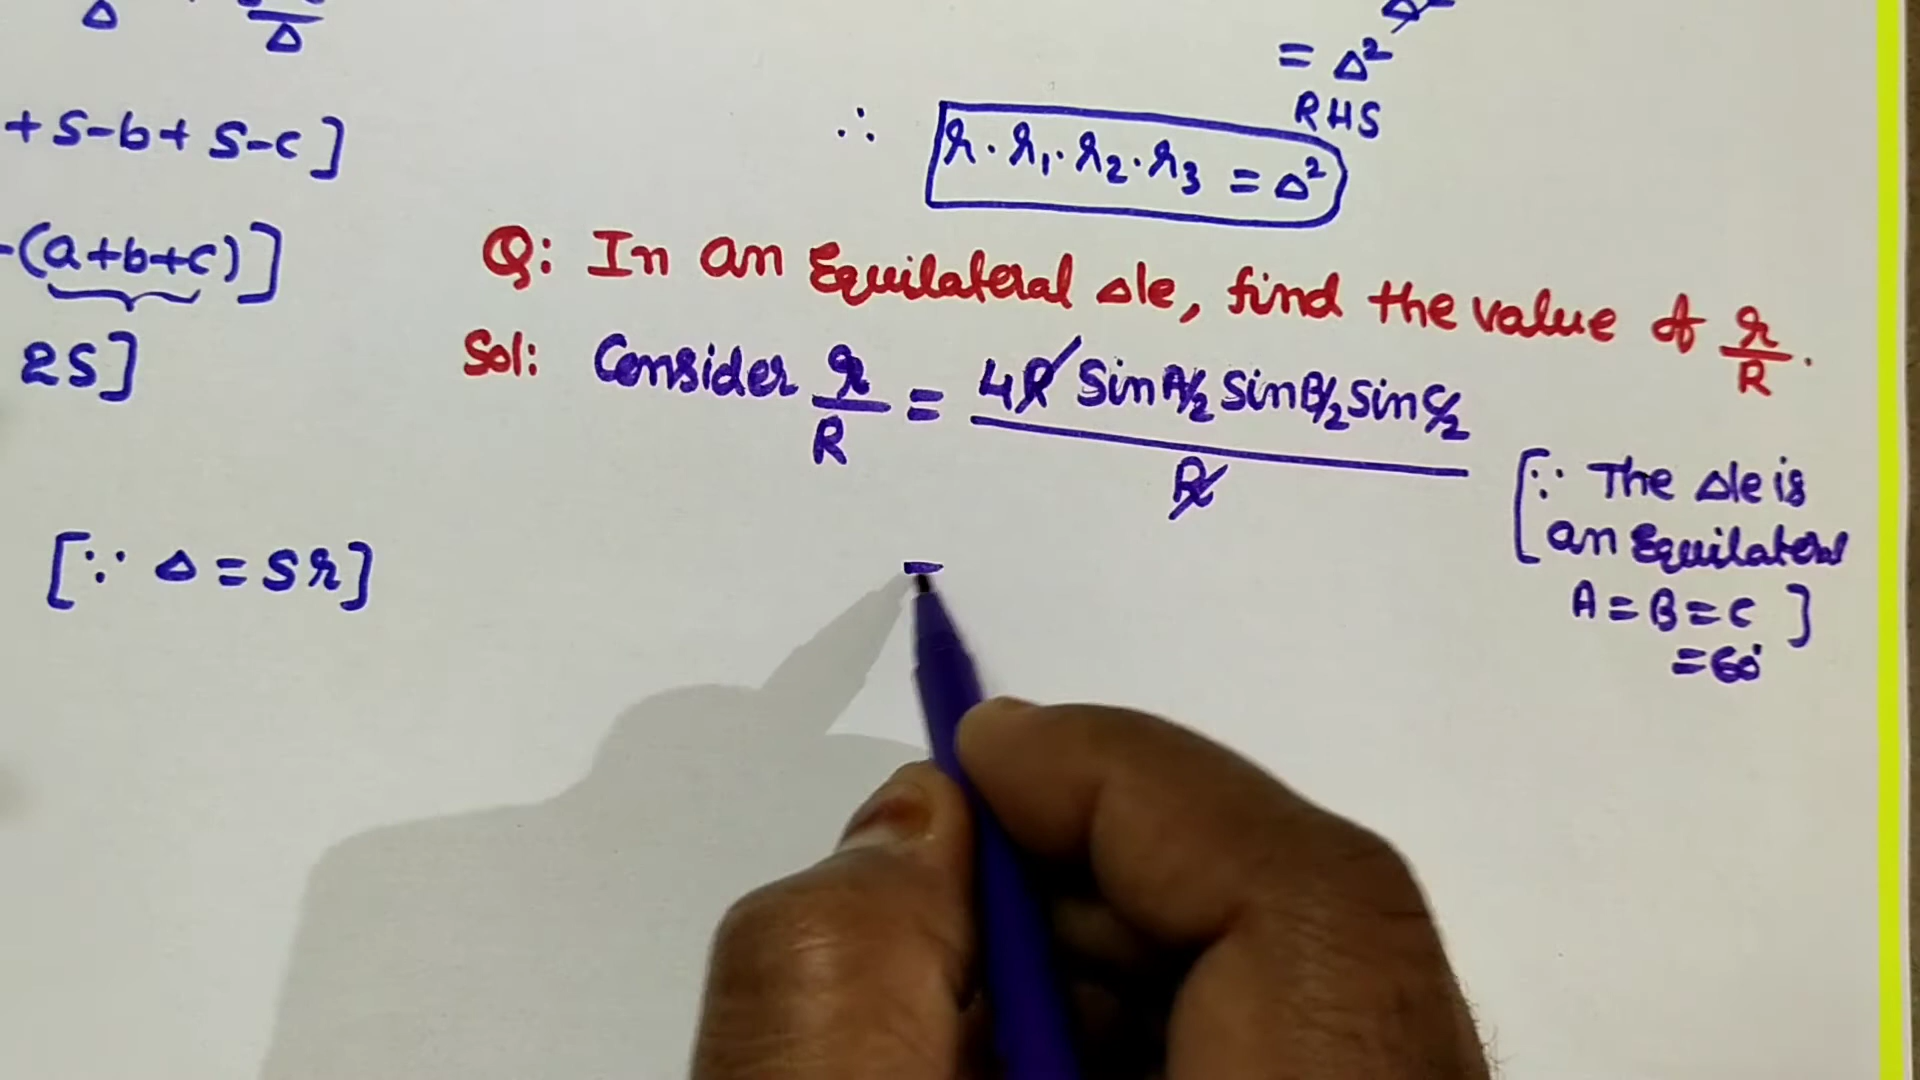 Δ Δ
+ S-b + S-c ]
-(a+b+c) ]
2S ]
[∵ Δ = Sr ]
= Δ²
RHS
∴ r · r₁ · r₂ · r₃ = Δ²
Q: In an Equilateral Δle, find the value of r/R .
Sol: Consider r/R = 4R Sin A/2 Sin B/2 Sin C/2 / R
[∵ The Δle is
an Equilateral
A = B = C ]
= 60°
=